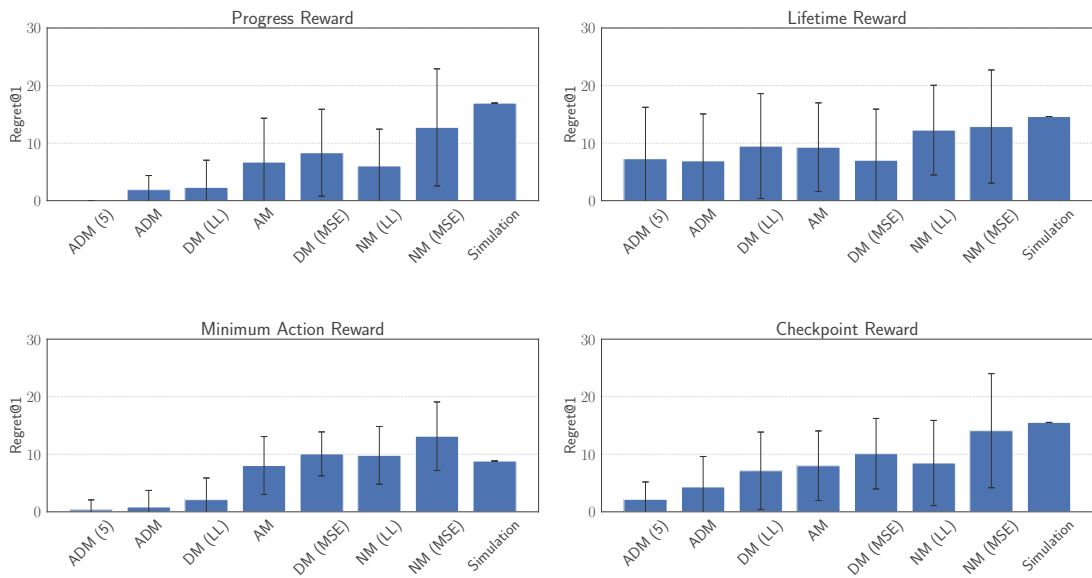 Progress Reward
30
20
10
0
Regret@1
ADM (5)
ADM
DM (LL)
AM
DM (MSE)
NM (LL)
NM (MSE)
Simulation
Lifetime Reward
30
20
10
0
Regret@1
ADM (5)
ADM
DM (LL)
AM
DM (MSE)
NM (LL)
NM (MSE)
Simulation
Minimum Action Reward
30
20
10
0
Regret@1
ADM (5)
ADM
DM (LL)
AM
DM (MSE)
NM (LL)
NM (MSE)
Simulation
Checkpoint Reward
30
20
10
0
Regret@1
ADM (5)
ADM
DM (LL)
AM
DM (MSE)
NM (LL)
NM (MSE)
Simulation